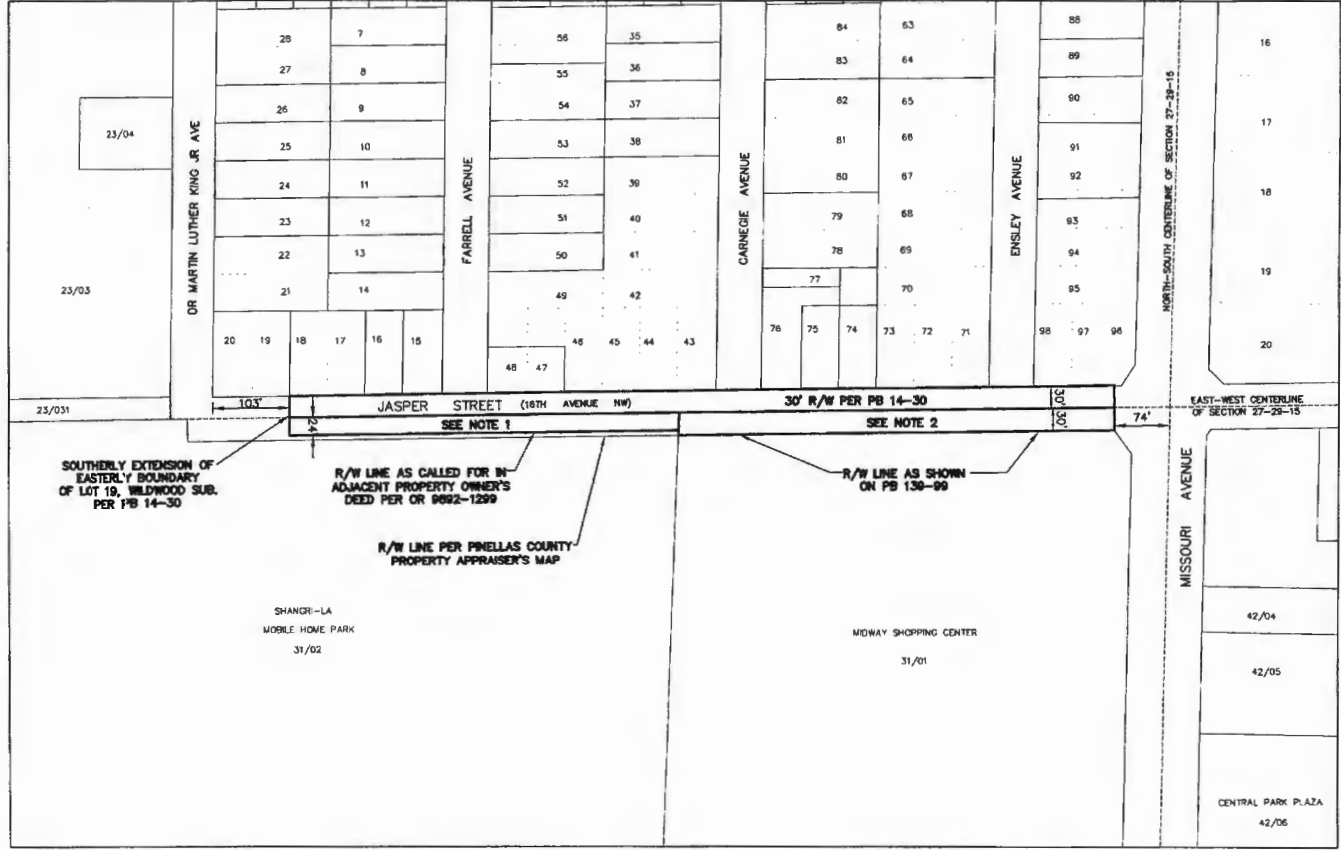 28 7 56 35 84 63 88 16
27 8 55 36 83 64 89
26 9 54 37 82 65 90
23/04
25 10 53 38 81 66 91 17
24 11 52 39 80 67 92 18
23 12 51 40 79 68 93
22 13 50 41 78 69 94 19
77
23/03
21 14 49 42 70 95
20 19 18 17 16 15 46 45 44 43 76 75 74 73 72 71 98 97 96 20
48 47
DR MARTIN LUTHER KING JR AVE
FARRELL AVENUE
CARNEGIE AVENUE
ENSLEY AVENUE
NORTH-SOUTH CENTERLINE OF SECTION 27-29-15
23/031
103'
JASPER STREET (16TH AVENUE NW)
30' R/W PER PB 14-30
30'
EAST-WEST CENTERLINE
OF SECTION 27-29-15
24'
SEE NOTE 1
SEE NOTE 2
30'
74'
SOUTHERLY EXTENSION OF
EASTERLY BOUNDARY
OF LOT 19, WILDWOOD SUB.
PER PB 14-30
R/W LINE AS CALLED FOR IN
ADJACENT PROPERTY OWNER'S
DEED PER OR 9892-1299
R/W LINE AS SHOWN
ON PB 139-99
R/W LINE PER PINELLAS COUNTY
PROPERTY APPRAISER'S MAP
MISSOURI AVENUE
SHANGRI-LA
MOBILE HOME PARK
31/02
MIDWAY SHOPPING CENTER
31/01
42/04
42/05
CENTRAL PARK PLAZA
42/06